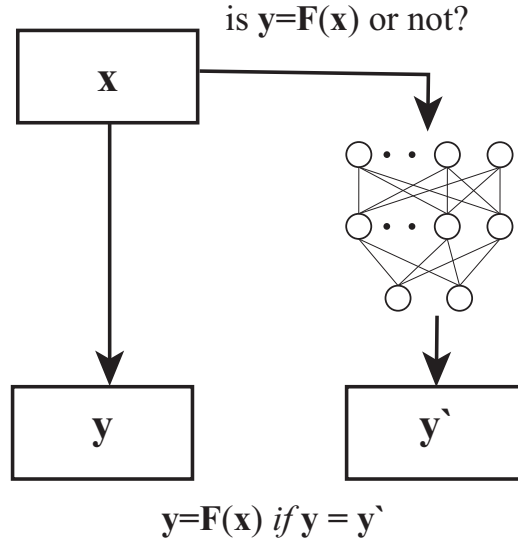 is y=F(x) or not?
x
y
y`
y=F(x) if y = y`